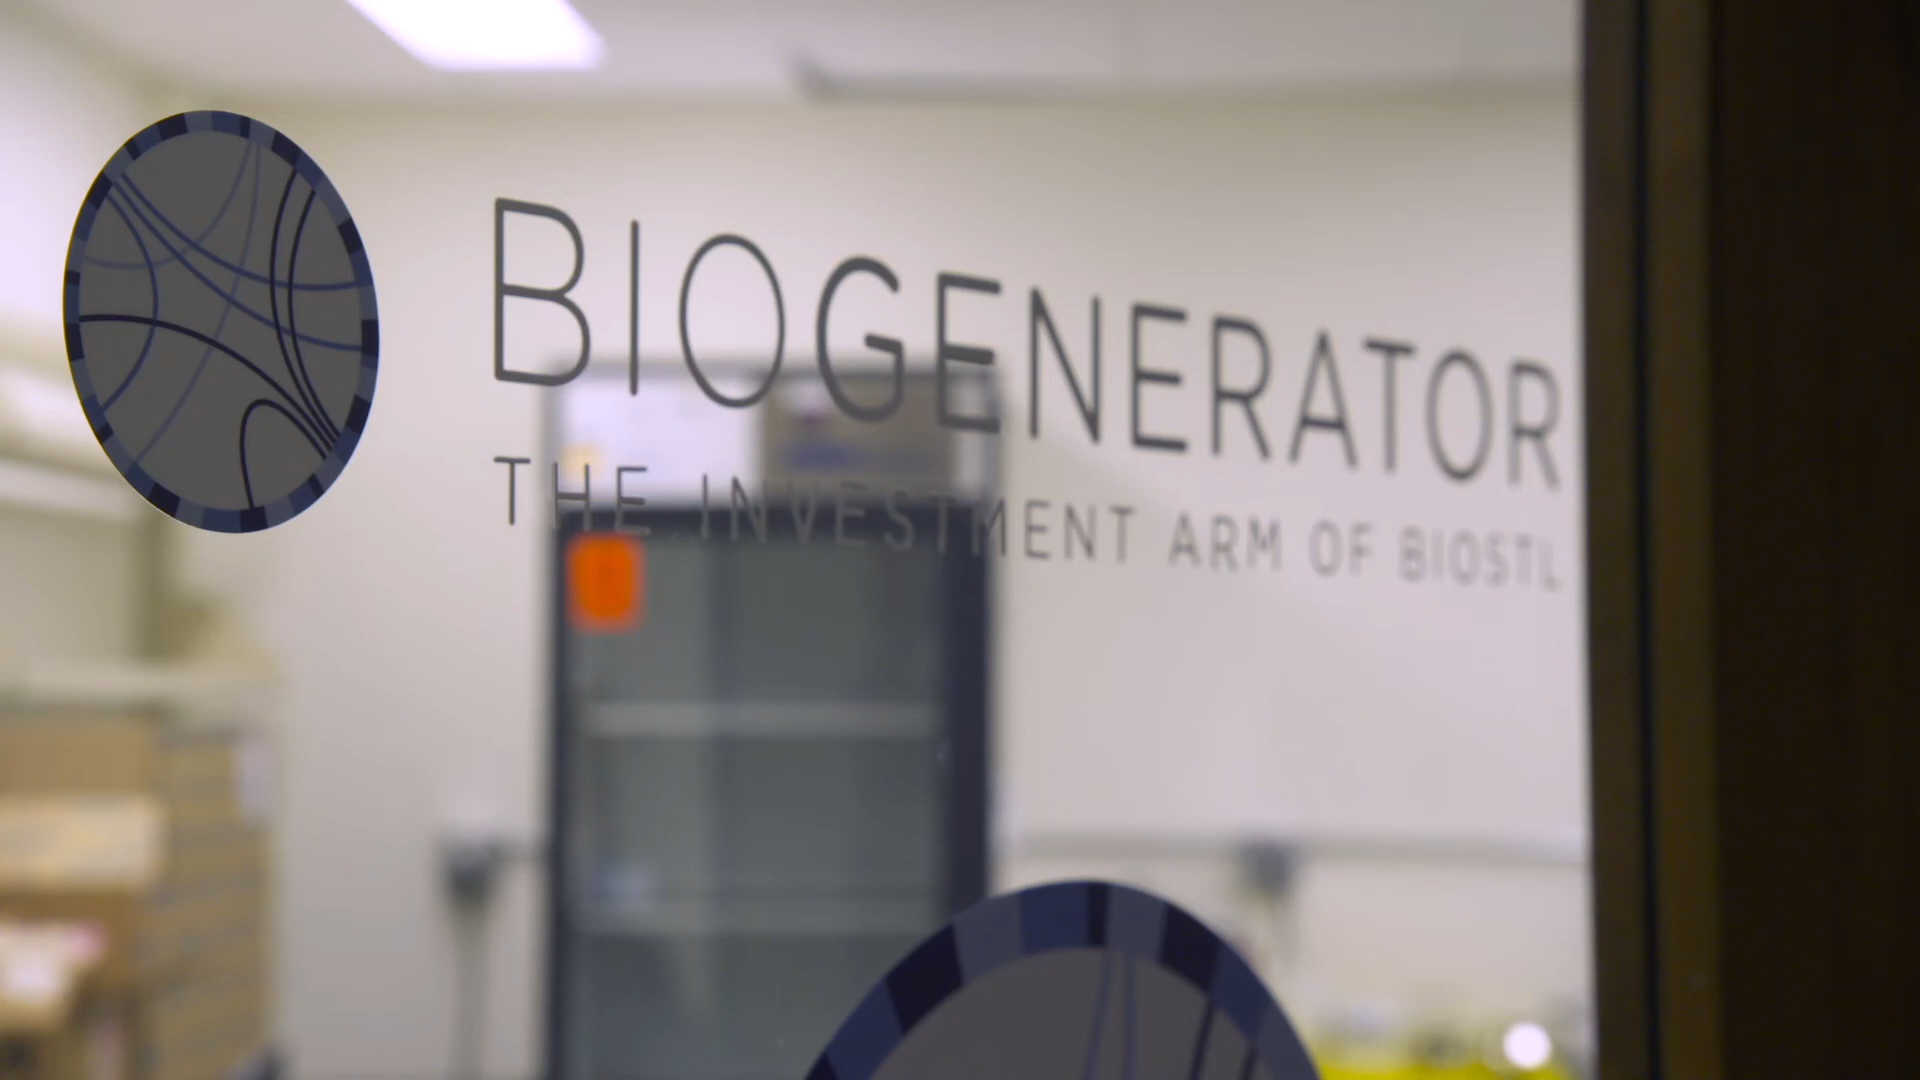 BIOGENERATOR
THE INVESTMENT ARM OF BIOSTL